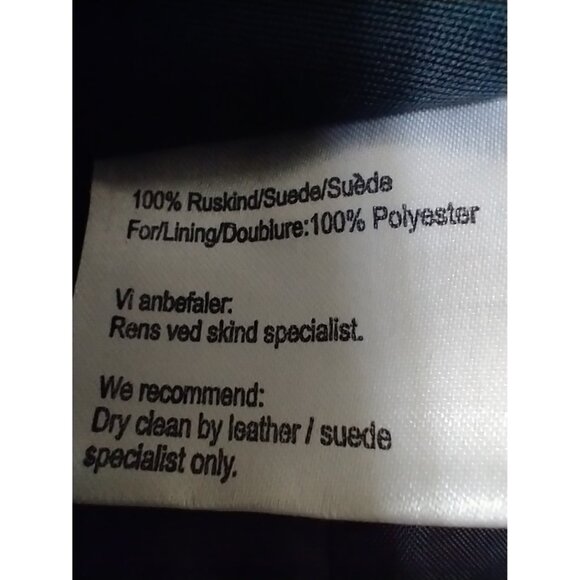 100% Ruskind/Suede/Suède
For/Lining/Doublure:100% Polyester
Vi anbefaler:
Rens ved skind specialist.
We recommend:
Dry clean by leather / suede
specialist only.